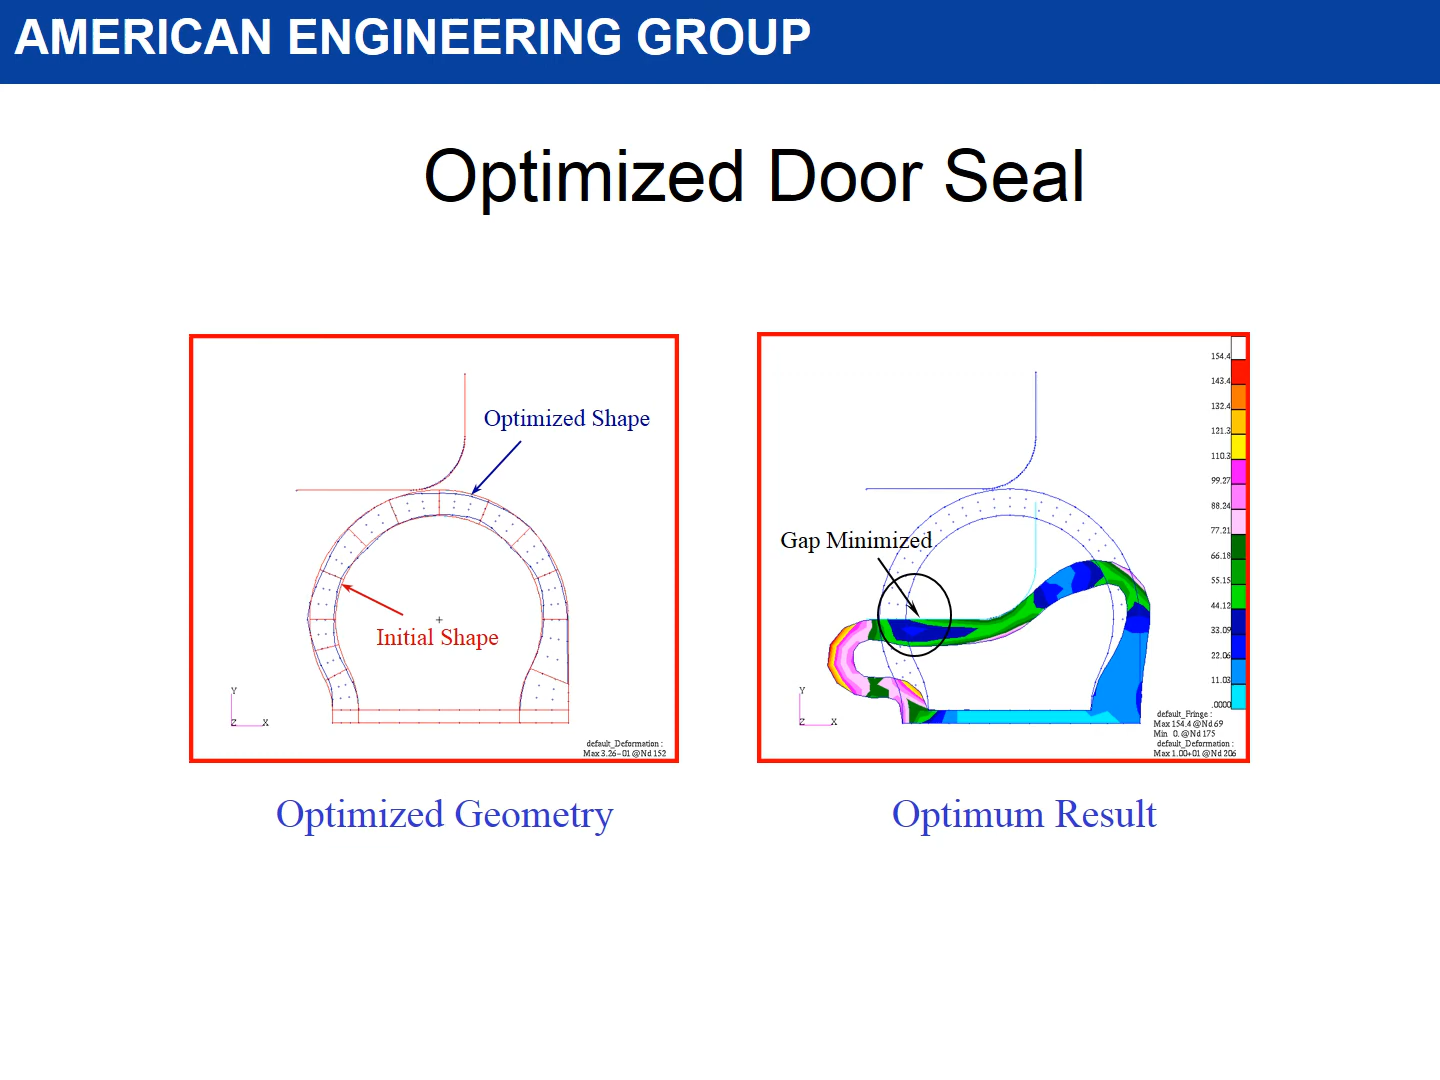 AMERICAN ENGINEERING GROUP
Optimized Door Seal
Optimized Shape
Initial Shape
Y
Z X
default_Deformation :
Max 3.26-01 @Nd 152
Gap Minimized
154.4
143.4
132.4
121.3
110.3
99.27
88.24
77.21
66.18
55.15
44.12
33.09
22.06
11.03
.0000
Y
Z X
default_Fringe :
Max 154.4 @Nd 69
Min 0. @Nd 175
default_Deformation :
Max 1.00+01 @Nd 206
Optimized Geometry
Optimum Result